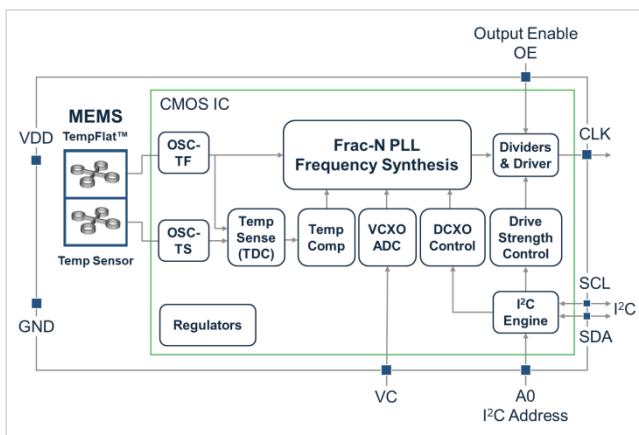 Output Enable
OE
CMOS IC
MEMS
TempFlat™
VDD
OSC-
TF
Frac-N PLL
Frequency Synthesis
Dividers
& Driver
CLK
OSC-
TS
Temp
Sense
(TDC)
Temp
Comp
VCXO
ADC
DCXO
Control
Drive
Strength
Control
Temp Sensor
GND
Regulators
I²C
Engine
SCL
I²C
SDA
VC
A0
I²C Address